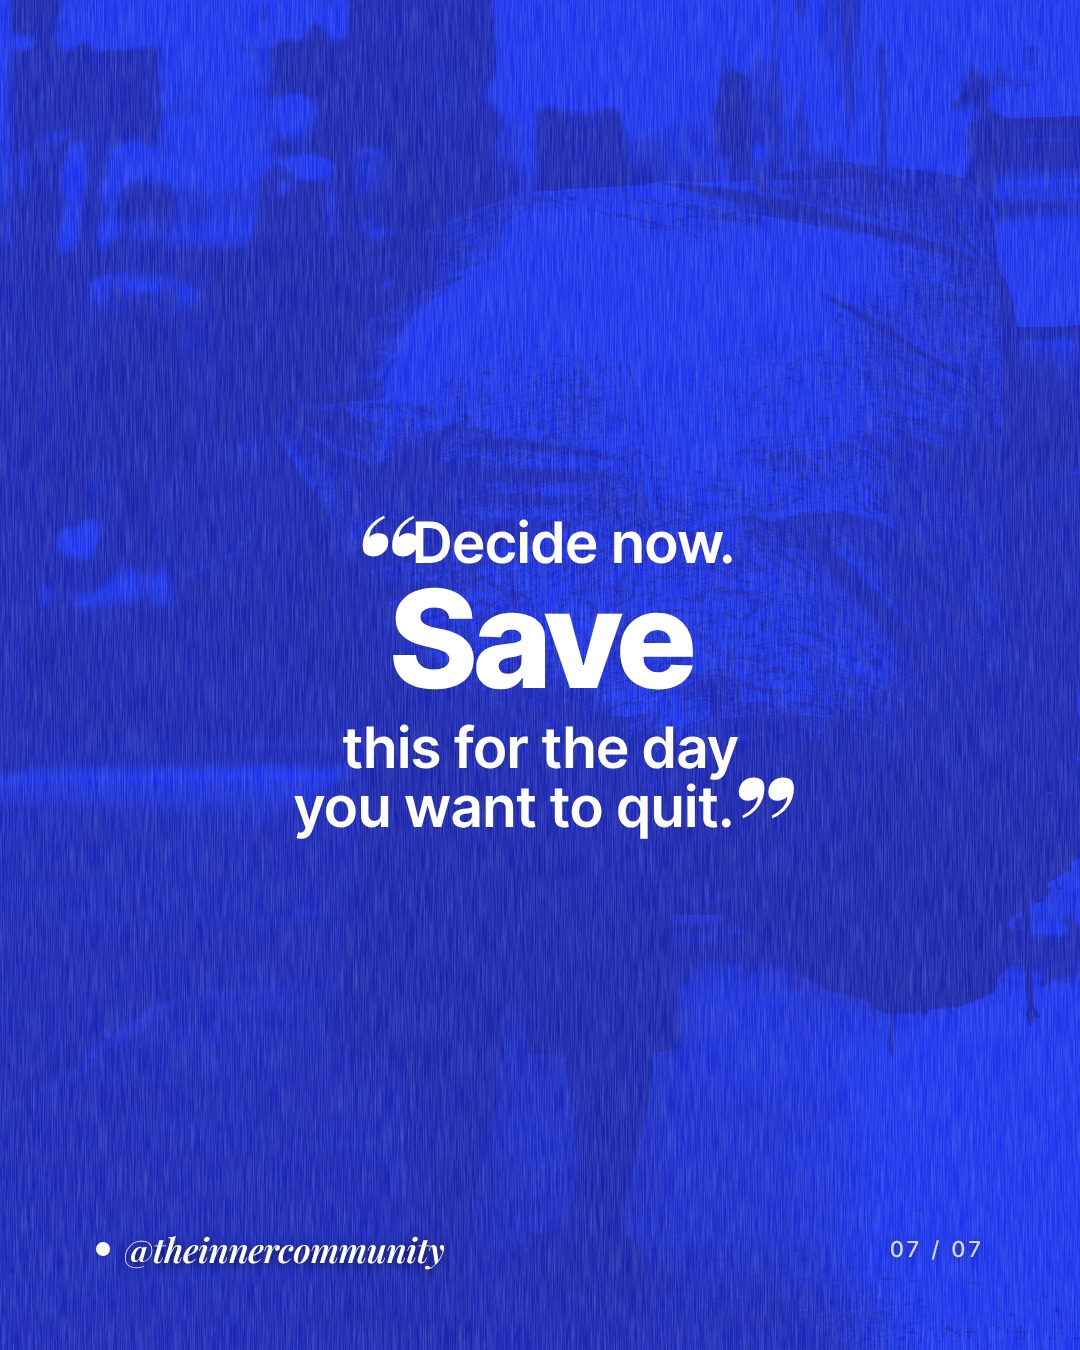 “Decide now.
Save
this for the day
you want to quit.”
@theinnercommunity
07 / 07